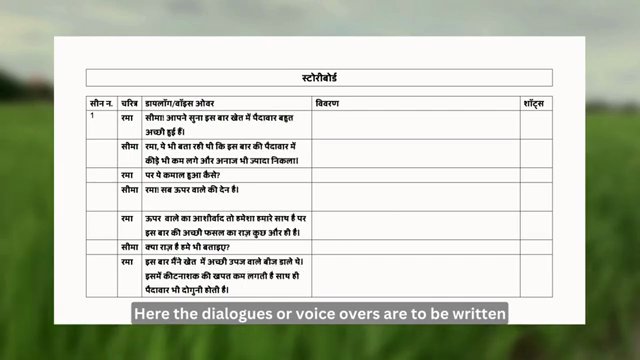 स्टोरीबोर्ड
सीन न. चरित्र डायलॉग/वॉइस ओवर विवरण शॉट्स
1 रमा सीमा! आपने सुना इस बार खेत में पैदावार बहुत
अच्छी हुई हैं।
सीमा रमा, ये भी बता रही थी कि इस बार की पैदावार में
कीड़े भी कम लगे और अनाज भी ज्यादा निकला।
रमा पर ये कमाल हुआ कैसे?
सीमा रमा! सब ऊपर वाले की देन है।
रमा ऊपर वाले का आशीर्वाद तो हमेशा हमारे साथ है पर
इस बार की अच्छी फसल का राज़ कुछ और ही है।
सीमा क्या राज़ है हमे भी बताइए?
रमा इस बार मैंने खेत में अच्छी उपज वाले बीज डाले थे।
इसमें कीटनाशक की खपत कम लगती है साथ ही
पैदावार भी दोगुनी होती है।
Here the dialogues or voice overs are to be written